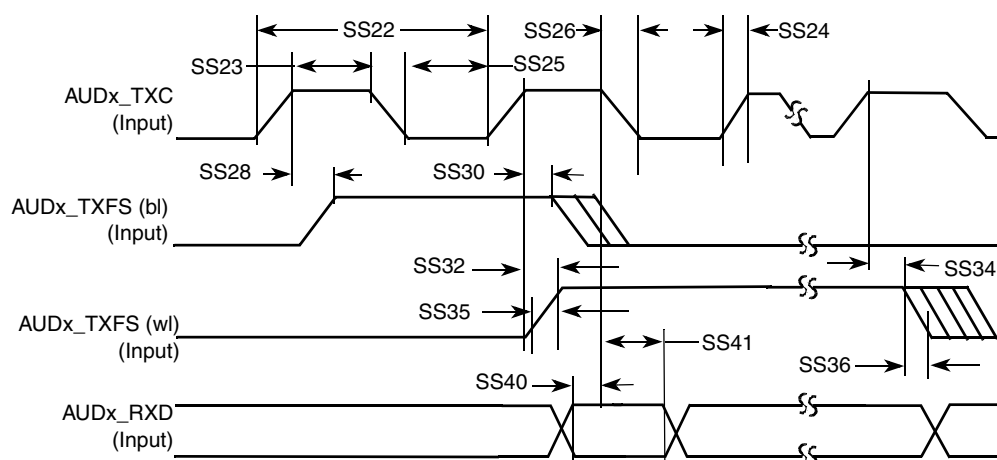 SS22
SS26
SS24
SS23
SS25
AUDx_TXC
(Input)
SS28
SS30
AUDx_TXFS (bl)
(Input)
SS32
SS34
SS35
AUDx_TXFS (wl)
(Input)
SS41
SS36
SS40
AUDx_RXD
(Input)